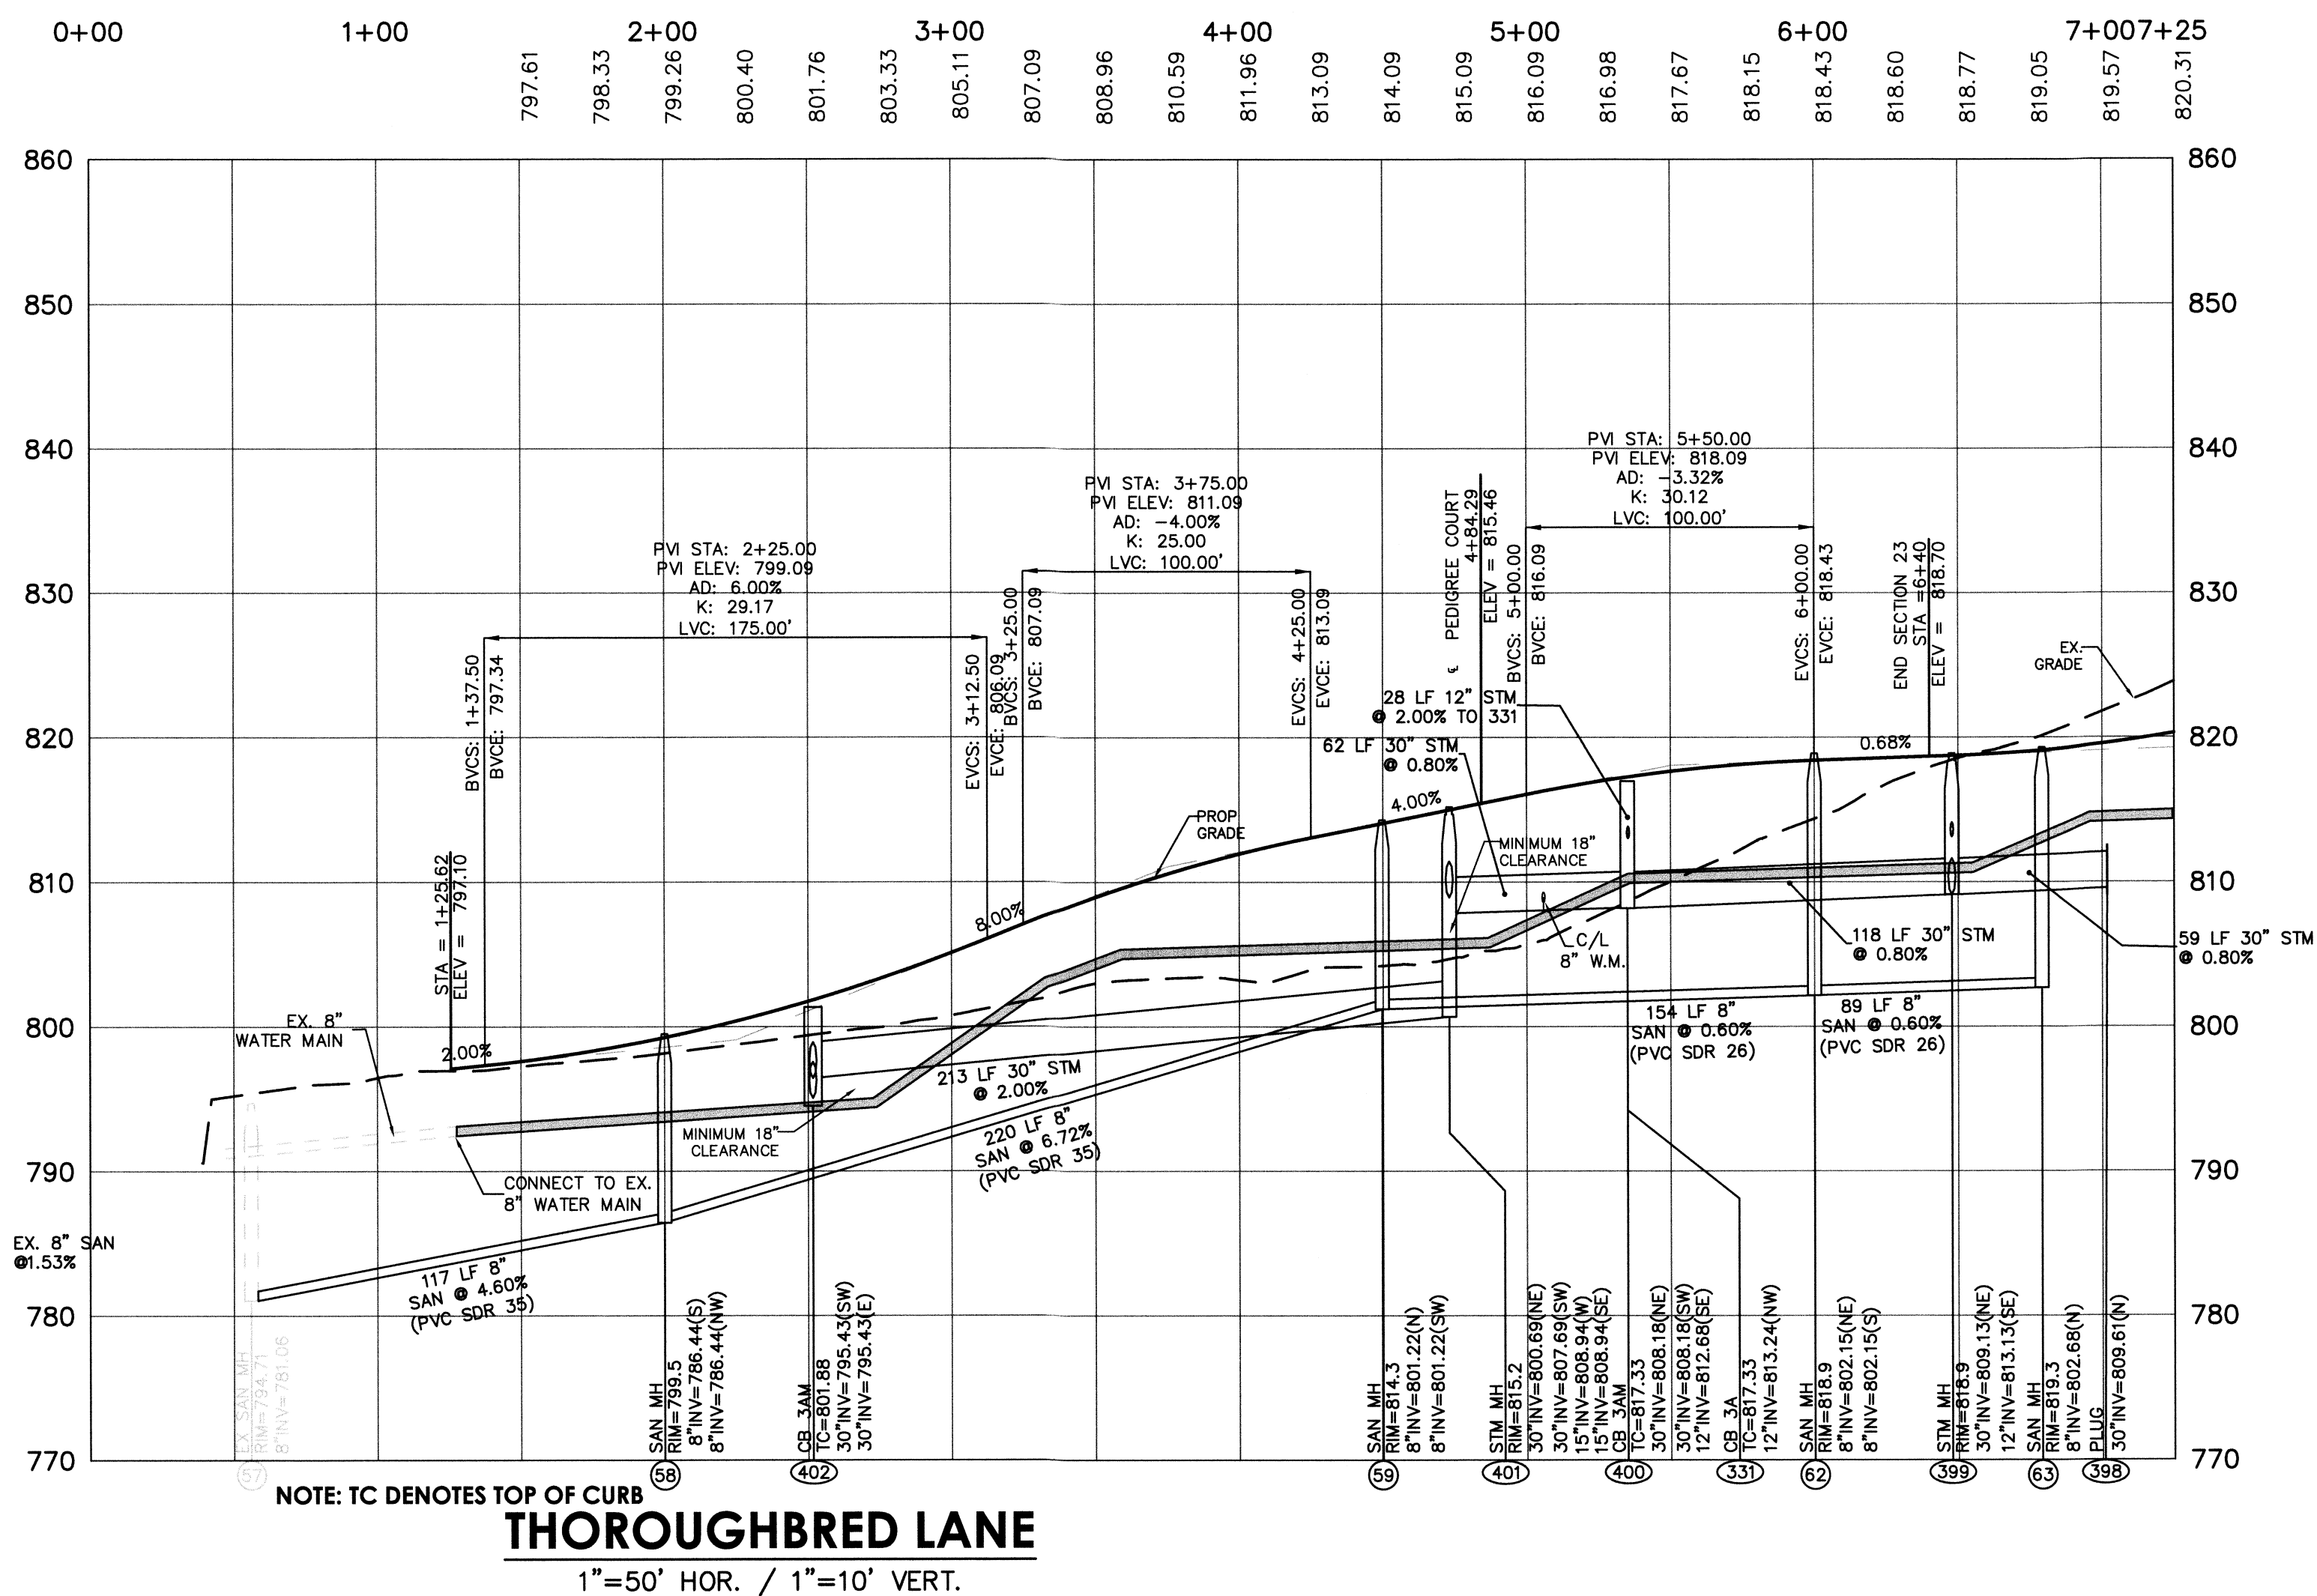 0+00 1+00 2+00 3+00 4+00 5+00 6+00 7+007+25
797.61
798.33
799.26
800.40
801.76
803.33
805.11
807.09
808.96
810.59
811.96
813.09
814.09
815.09
816.09
816.98
817.67
818.15
818.43
818.60
818.77
819.05
819.57
820.31
860 860
850 850
840 840
830 830
820 820
810 810
800 800
790 790
780 780
770 770
PVI STA: 2+25.00
PVI ELEV: 799.09
AD: 6.00%
K: 29.17
LVC: 175.00'
PVI STA: 3+75.00
PVI ELEV: 811.09
AD: -4.00%
K: 25.00
LVC: 100.00'
PVI STA: 5+50.00
PVI ELEV: 818.09
AD: -3.32%
K: 30.12
LVC: 100.00'
STA = 1+25.62
ELEV = 797.10
BVCS: 1+37.50
BVCE: 797.34
EVCS: 3+12.50
EVCE: 806.09
BVCS: 3+25.00
BVCE: 807.09
EVCS: 4+25.00
EVCE: 813.09
℄ PEDIGREE COURT
4+84.29
ELEV = 815.46
BVCS: 5+00.00
BVCE: 816.09
EVCS: 6+00.00
EVCE: 818.43
END SECTION 23
STA =6+40
ELEV = 818.70
EX.
GRADE
28 LF 12" STM
@ 2.00% TO 331
62 LF 30" STM
@ 0.80%
0.68%
4.00%
PROP
GRADE
MINIMUM 18"
CLEARANCE
8.00%
C/L
8" W.M.
118 LF 30" STM
@ 0.80%
59 LF 30" STM
@ 0.80%
EX. 8"
WATER MAIN
2.00%
154 LF 8"
SAN @ 0.60%
(PVC SDR 26)
89 LF 8"
SAN @ 0.60%
(PVC SDR 26)
213 LF 30" STM
@ 2.00%
MINIMUM 18"
CLEARANCE
220 LF 8"
SAN @ 6.72%
(PVC SDR 35)
CONNECT TO EX.
8" WATER MAIN
EX. 8" SAN
@1.53%
117 LF 8"
SAN @ 4.60%
(PVC SDR 35)
EX SAN MH
RIM=794.71
8"INV=781.06
57
SAN MH
RIM=799.5
8"INV=786.44(S)
8"INV=786.44(NW)
58
CB 3AM
TC=801.88
30"INV=795.43(SW)
30"INV=795.43(E)
402
SAN MH
RIM=814.3
8"INV=801.22(N)
8"INV=801.22(SW)
59
STM MH
RIM=815.2
30"INV=800.69(NE)
30"INV=807.69(SW)
15"INV=808.94(W)
15"INV=808.94(SE)
401
CB 3AM
TC=817.33
30"INV=808.18(NE)
30"INV=808.18(SW)
12"INV=812.68(SE)
400
CB 3A
TC=817.33
12"INV=813.24(NW)
331
SAN MH
RIM=818.9
8"INV=802.15(NE)
8"INV=802.15(S)
62
STM MH
RIM=818.9
30"INV=809.13(NE)
12"INV=813.13(SE)
399
SAN MH
RIM=819.3
8"INV=802.68(N)
63
PLUG
30"INV=809.61(N)
398
NOTE: TC DENOTES TOP OF CURB
THOROUGHBRED LANE
1"=50' HOR. / 1"=10' VERT.